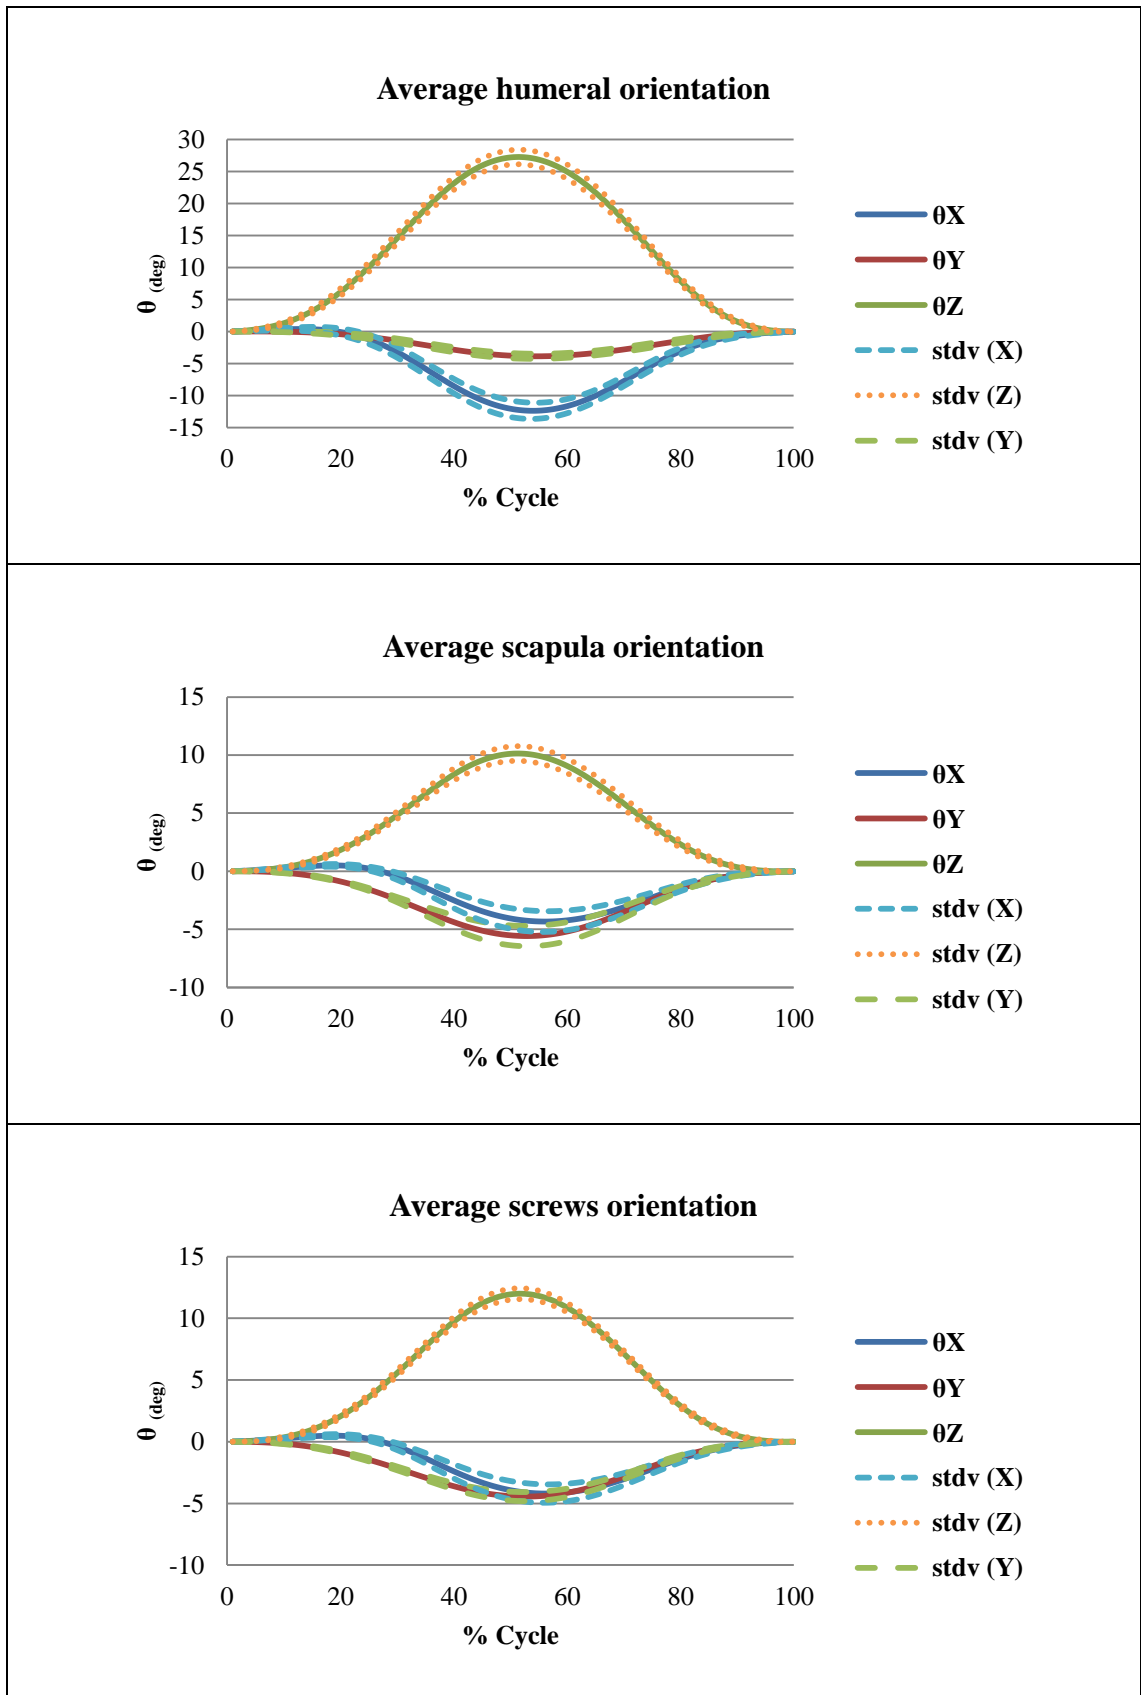 Average humeral orientation
30
25
20
15
10
5
0
-5
-10
-15
θ (deg)
0 20 40 60 80 100
% Cycle
θX
θY
θZ
stdv (X)
stdv (Z)
stdv (Y)
Average scapula orientation
15
10
5
0
-5
-10
θ (deg)
0 20 40 60 80 100
% Cycle
θX
θY
θZ
stdv (X)
stdv (Z)
stdv (Y)
Average screws orientation
15
10
5
0
-5
-10
θ (deg)
0 20 40 60 80 100
% Cycle
θX
θY
θZ
stdv (X)
stdv (Z)
stdv (Y)